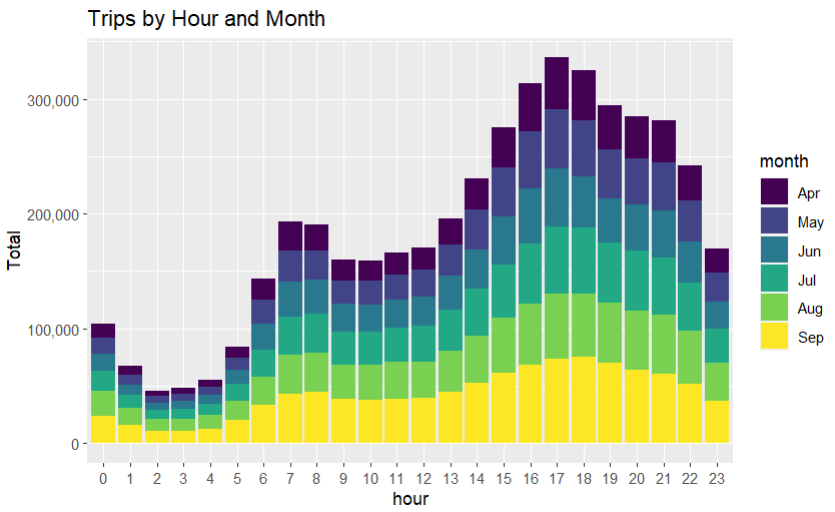 Trips by Hour and Month
300,000
200,000
100,000
0
Total
0 1 2 3 4 5 6 7 8 9 10 11 12 13 14 15 16 17 18 19 20 21 22 23
hour
month
Apr
May
Jun
Jul
Aug
Sep